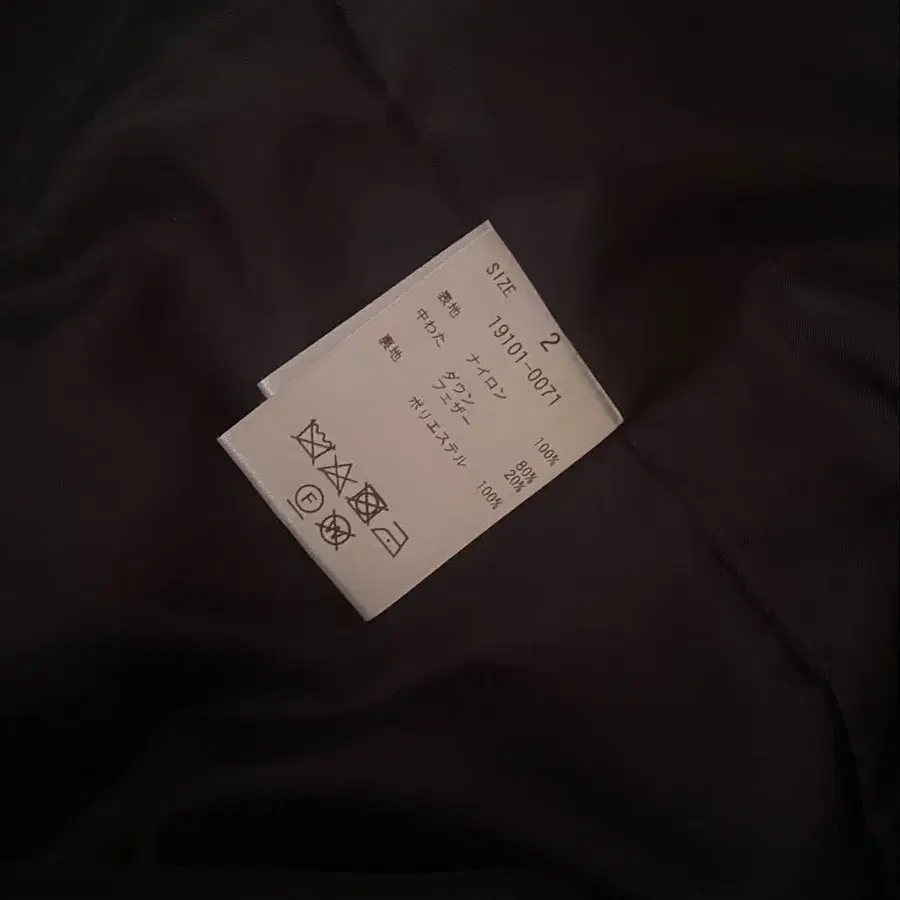 SIZE 2
19101-0071
表地 ナイロン 100%
中わた ダウン 80%
フェザー 20%
裏地 ポリエステル 100%
F
W